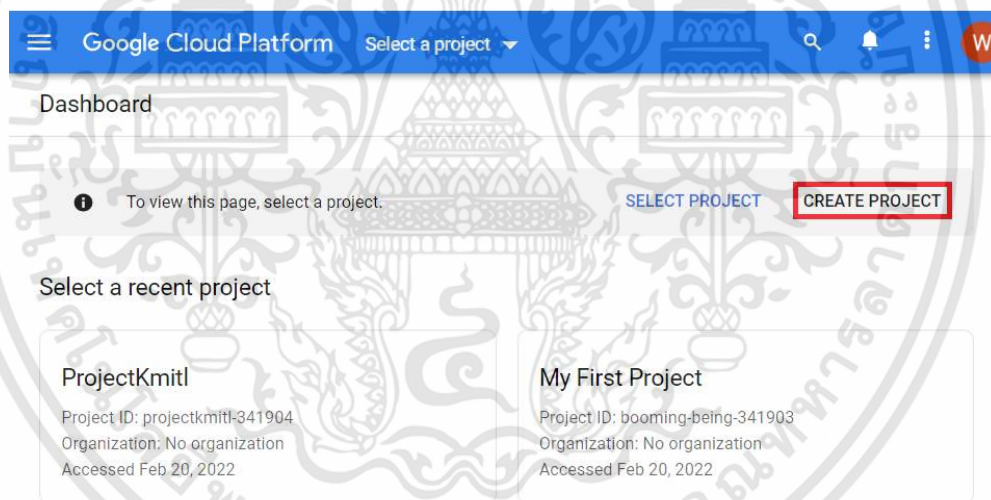 Google Cloud Platform Select a project
W
Dashboard
To view this page, select a project. SELECT PROJECT CREATE PROJECT
Select a recent project
ProjectKmitl
Project ID: projectkmitl-341904
Organization: No organization
Accessed Feb 20, 2022
My First Project
Project ID: booming-being-341903
Organization: No organization
Accessed Feb 20, 2022